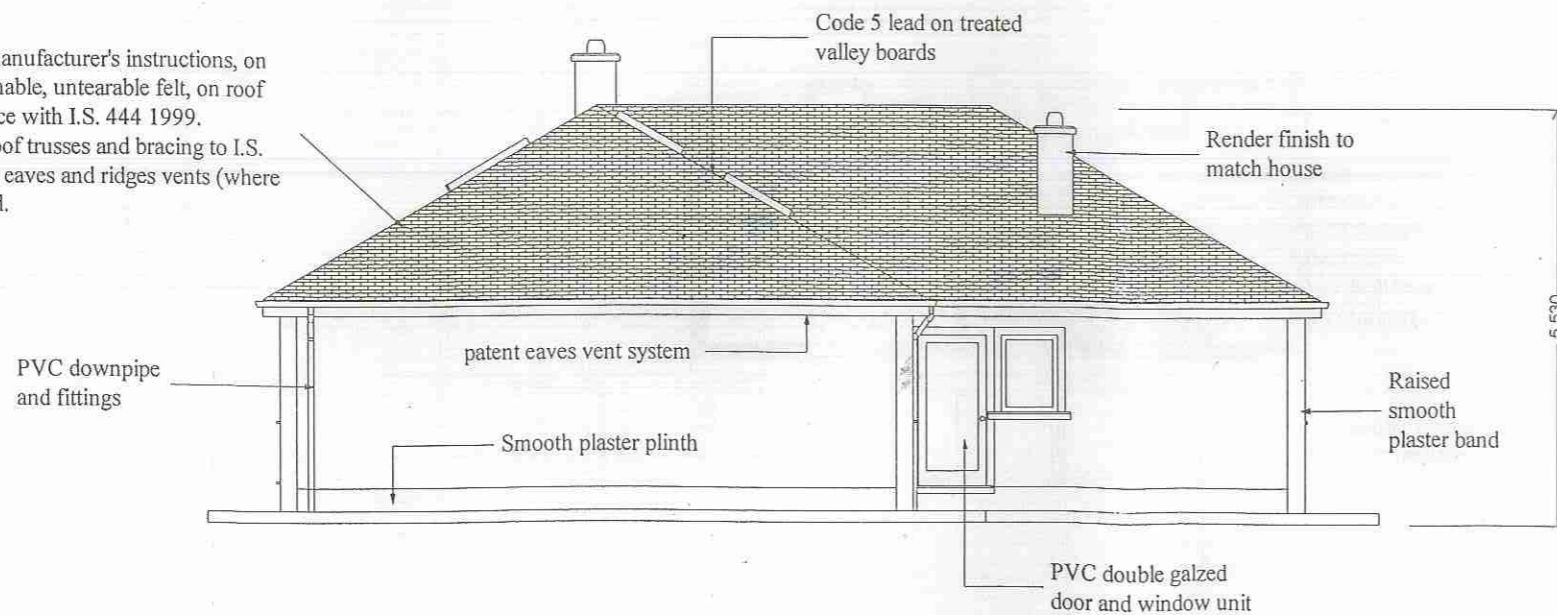 Code 5 lead on treated
valley boards
anufacturer's instructions, on
nable, untearable felt, on roof
ce with I.S. 444 1999.
oof trusses and bracing to I.S.
eaves and ridges vents (where
d.
Render finish to
match house
5,530
patent eaves vent system
PVC downpipe
and fittings
Smooth plaster plinth
Raised
smooth
plaster band
PVC double galzed
door and window unit